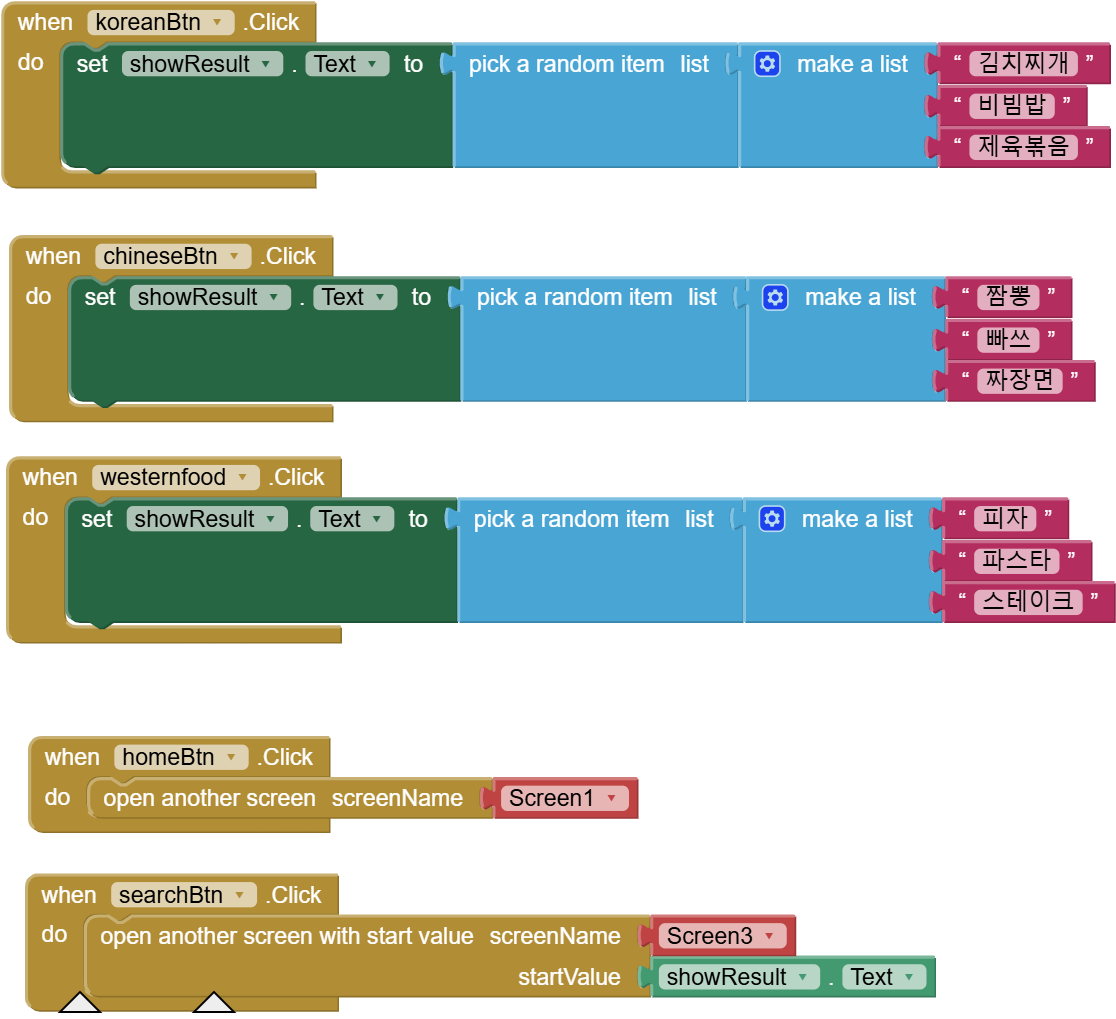 when koreanBtn .Click
do set showResult . Text to pick a random item list make a list “ 김치찌개 ”
“ 비빔밥 ”
“ 제육볶음 ”
when chineseBtn .Click
do set showResult . Text to pick a random item list make a list “ 짬뽕 ”
“ 빠쓰 ”
“ 짜장면 ”
when westernfood .Click
do set showResult . Text to pick a random item list make a list “ 피자 ”
“ 파스타 ”
“ 스테이크 ”
when homeBtn .Click
do open another screen screenName Screen1
when searchBtn .Click
do open another screen with start value screenName Screen3
startValue showResult . Text